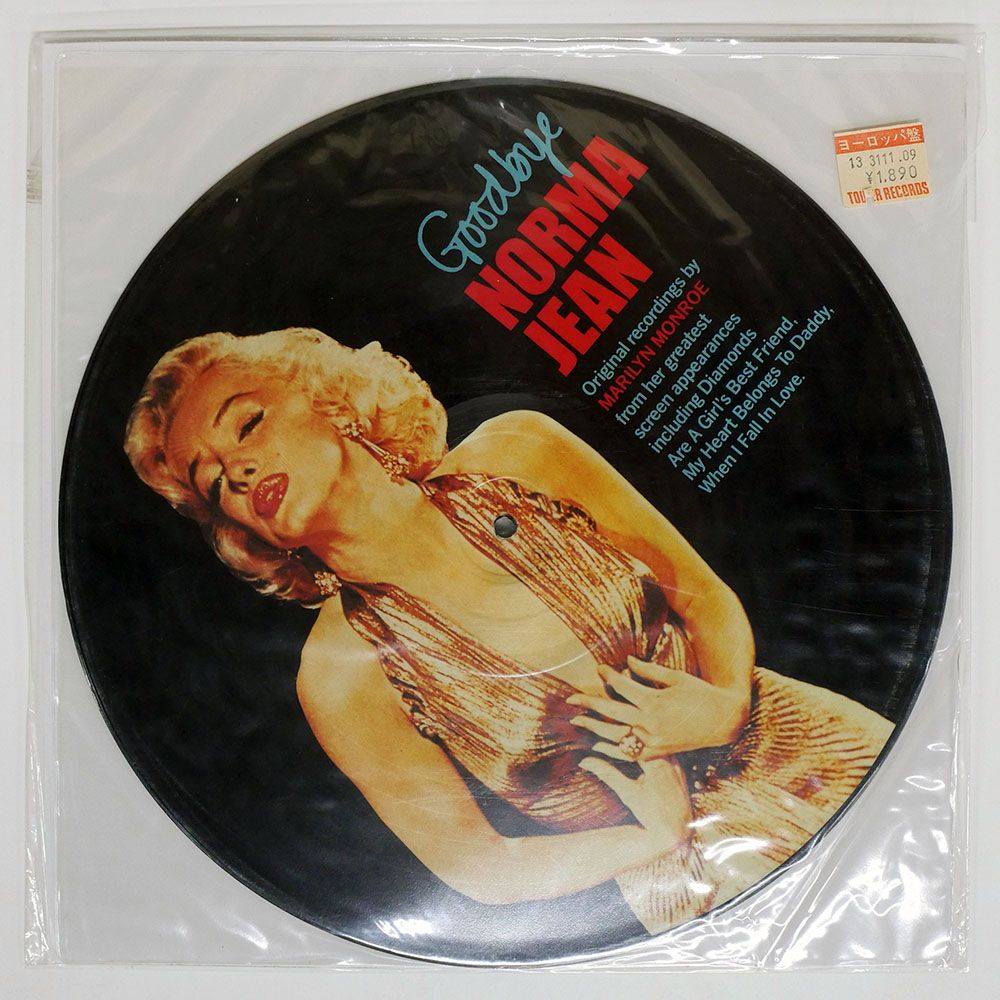 Goodbye
NORMA
JEAN
Original recordings by
MARILYN MONROE
from her greatest
screen appearances
including Diamonds
Are A Girl's Best Friend,
My Heart Belongs To Daddy,
When I Fall In Love.
ヨーロッパ盤
13 3111.09
¥1,890
TOWER RECORDS